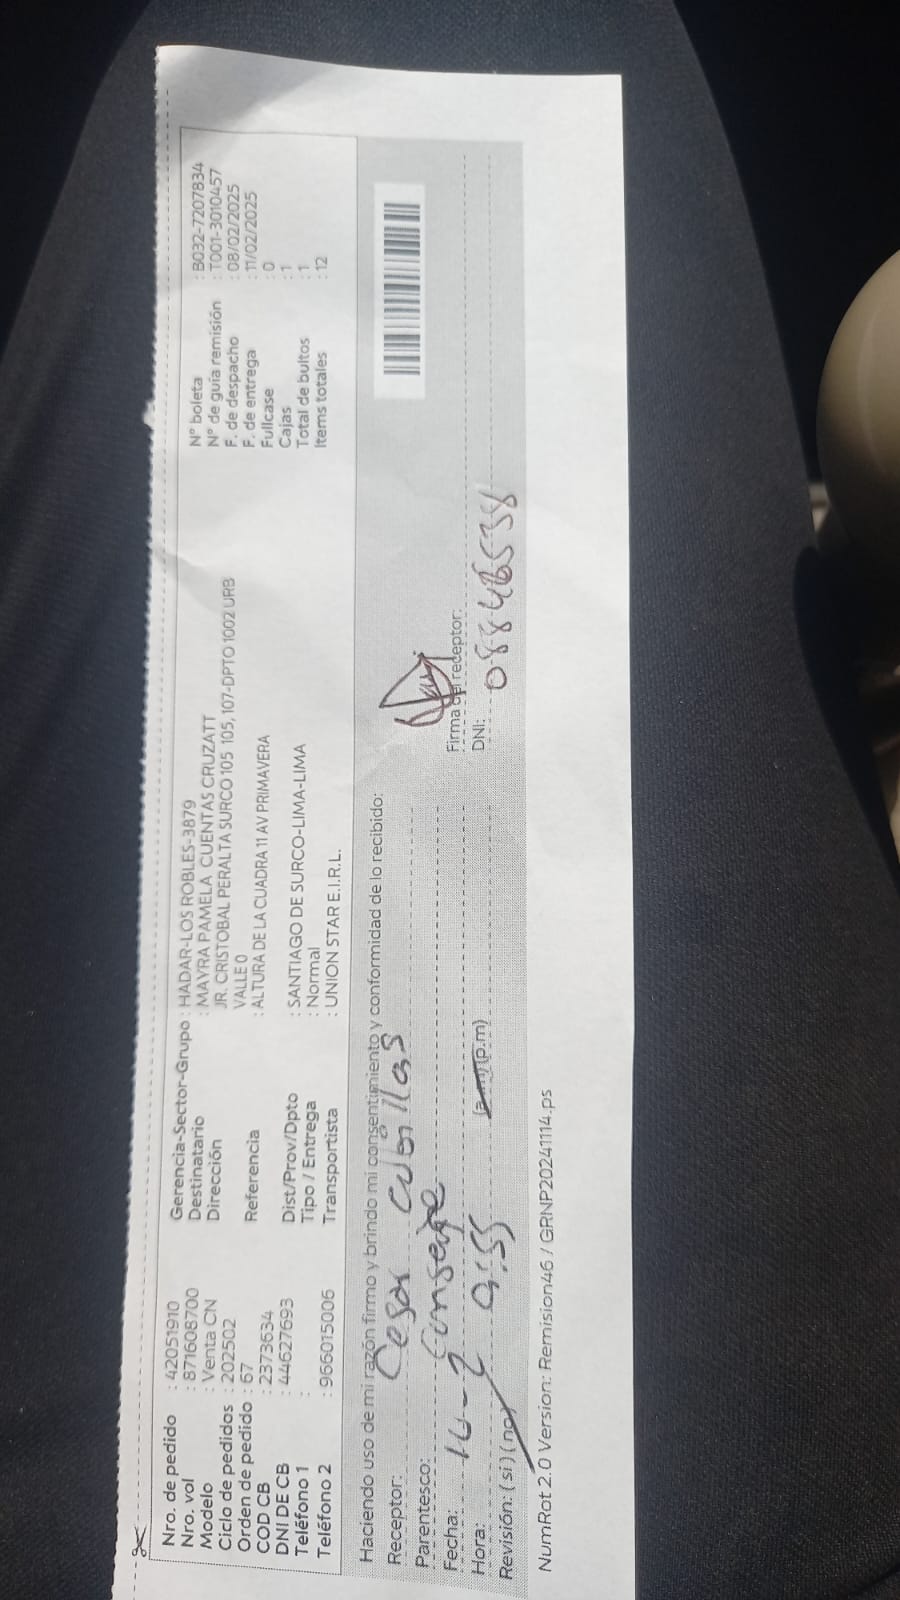 Nro. de pedido : 42051910
Nro. vol : 871608700
Modelo : Venta CN
Ciclo de pedidos : 202502
Orden de pedido : 67
COD CB : 2373634
DNI DE CB : 44627693
Teléfono 1 :
Teléfono 2 : 966015006
Gerencia-Sector-Grupo : HADAR-LOS ROBLES-3879
Destinatario : MAYRA PAMELA CUENTAS CRUZATT
Dirección JR. CRISTOBAL PERALTA SURCO 105 105, 107-DPTO 1002 URB
VALLE 0
Referencia : ALTURA DE LA CUADRA 11 AV PRIMAVERA
Dist/Prov/Dpto : SANTIAGO DE SURCO-LIMA-LIMA
Tipo / Entrega : Normal
Transportista : UNION STAR E.I.R.L.
N° boleta : B032-7207834
N° de guía remisión : T001-3010457
F. de despacho : 08/02/2025
F. de entrega : 11/02/2025
Fullcase : 0
Cajas : 1
Total de bultos : 1
Items totales : 12
Haciendo uso de mi razón firmo y brindo mi consentimiento y conformidad de lo recibido:
Receptor: Cesar Cubillas
Parentesco: Conserje
Fecha:
Hora: 9:55 (a.m) (p.m)
Revisión: ( si ) ( no )
Firma del receptor:
DNI: 08846538
NumRot 2.0 Version: Remision46 / GRNP20241114.ps